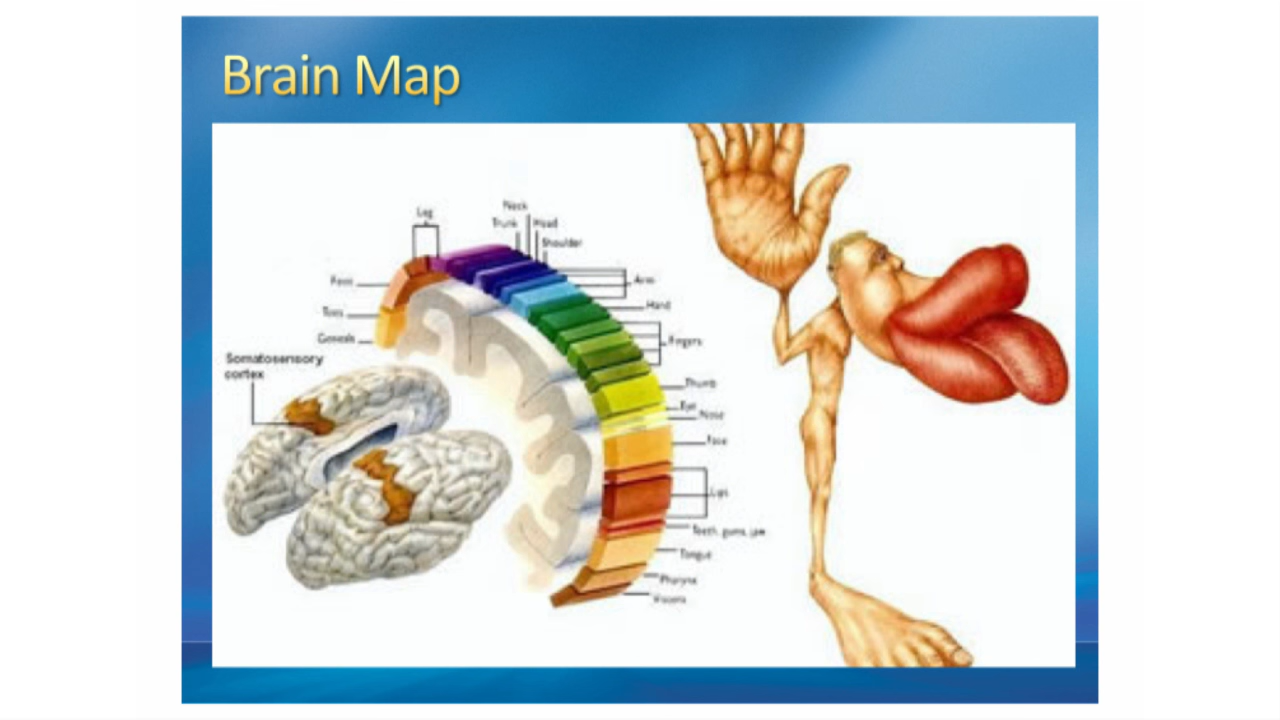 Brain Map
Neck
Leg
Trunk
Head
Shoulder
Foot
Arm
Toes
Hand
Genitals
Fingers
Somatosensory
cortex
Thumb
Eye
Nose
Face
Lips
Teeth, gums, jaw
Tongue
Pharynx
Viscera